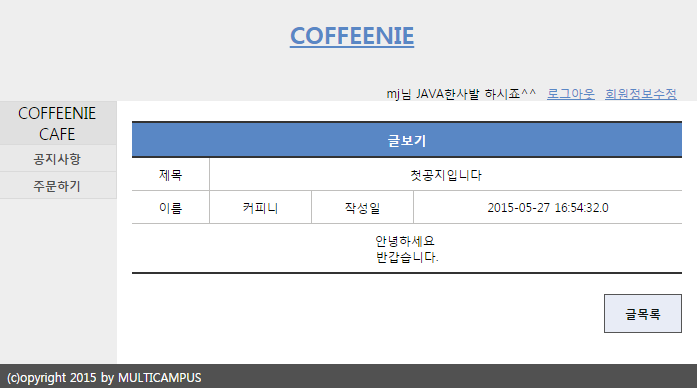 COFFEENIE
mj님 JAVA한사발 하시죠^^ 로그아웃 회원정보수정
COFFEENIE
CAFE
공지사항
주문하기
글보기
제목 첫공지입니다
이름 커피니 작성일 2015-05-27 16:54:32.0
안녕하세요
반갑습니다.
글목록
(c)opyright 2015 by MULTICAMPUS